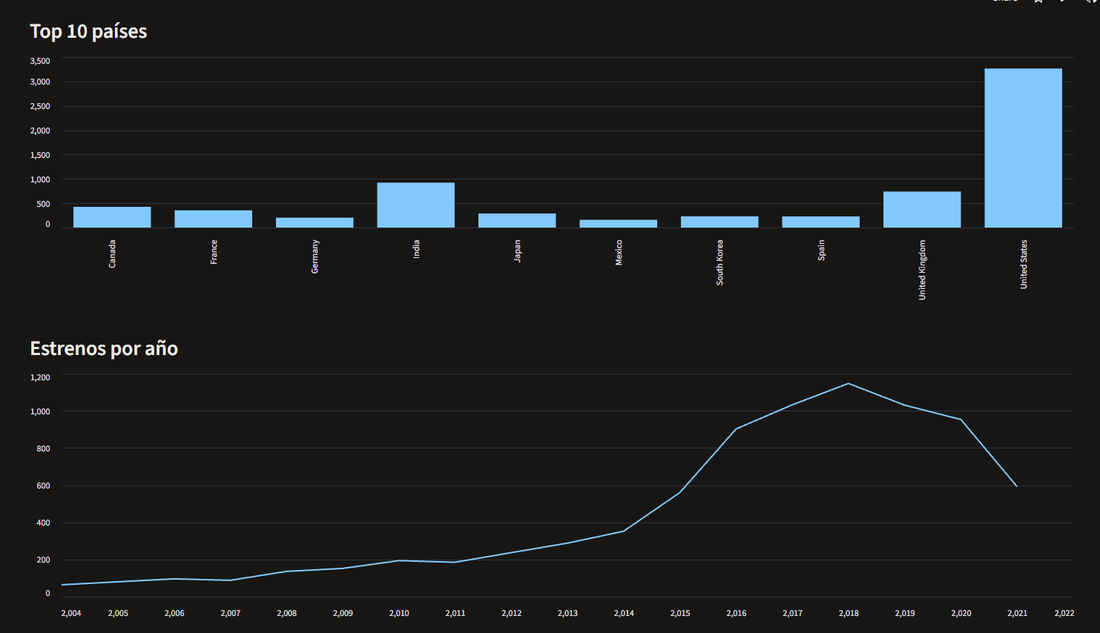 Share
Top 10 países
3,500
3,000
2,500
2,000
1,500
1,000
500
0
Canada
France
Germany
India
Japan
Mexico
South Korea
Spain
United Kingdom
United States
Estrenos por año
1,200
1,000
800
600
400
200
0
2,004 2,005 2,006 2,007 2,008 2,009 2,010 2,011 2,012 2,013 2,014 2,015 2,016 2,017 2,018 2,019 2,020 2,021 2,022